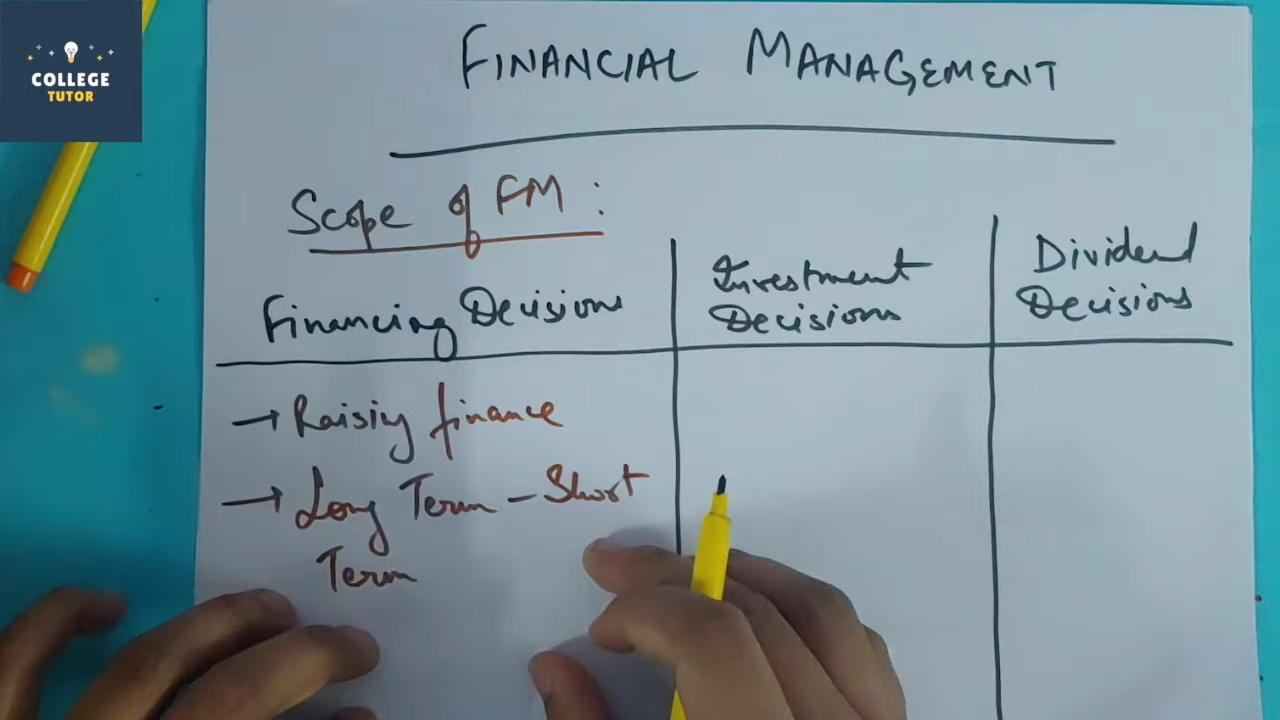 COLLEGE
TUTOR
FINANCIAL MANAGEMENT
Scope of FM :
Financing Decisions
Investment
Decisions
Dividend
Decisions
→ Raising finance
→ Long Term - Short
Term